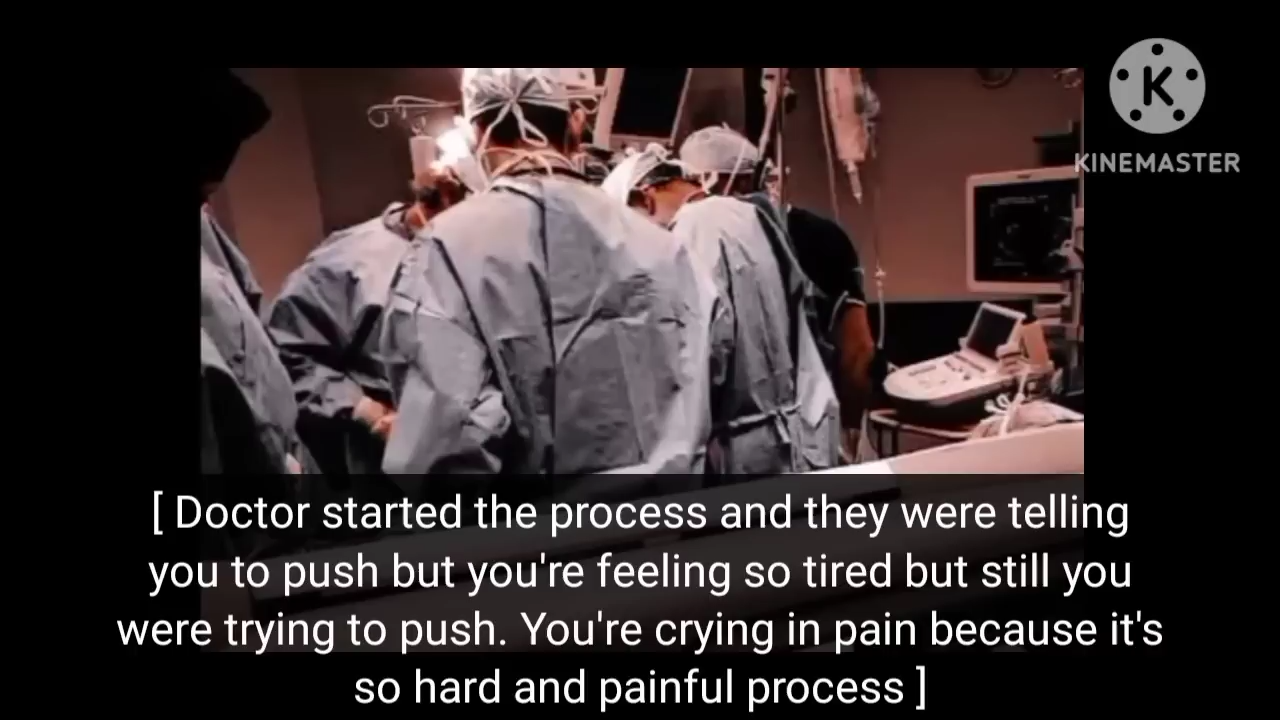 K
KINEMASTER
[ Doctor started the process and they were telling
you to push but you're feeling so tired but still you
were trying to push. You're crying in pain because it's
so hard and painful process ]